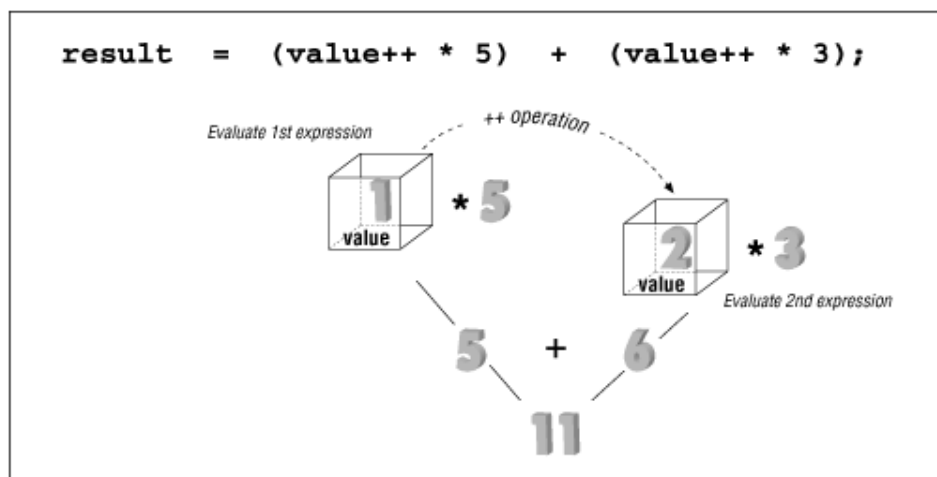 result = (value++ * 5) + (value++ * 3);
++ operation
Evaluate 1st expression
1 * 5
value
2 * 3
value
Evaluate 2nd expression
5 + 6
11